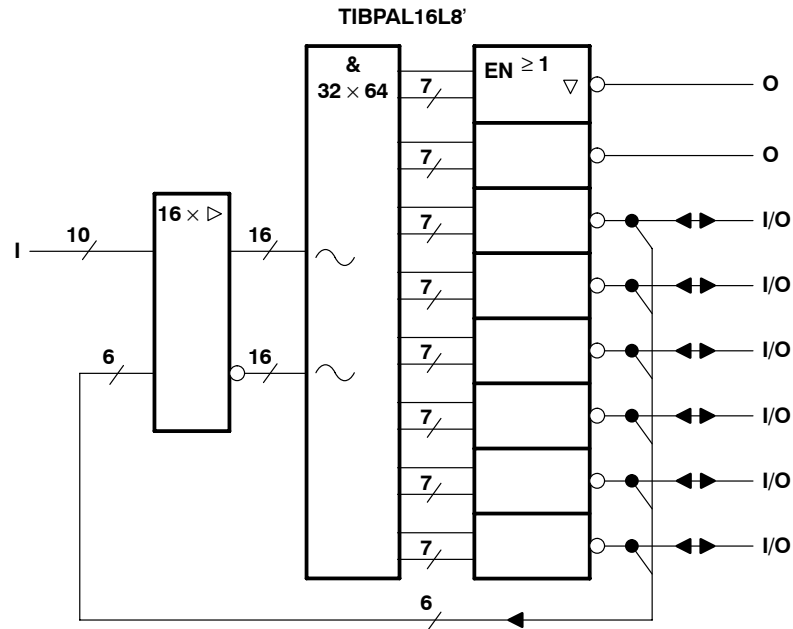 TIBPAL16L8'
&
32 × 64
EN ≥ 1
▽
7
O
7
O
16 × ▷
7
I/O
I
10
16
7
I/O
6
16
7
I/O
7
I/O
7
I/O
7
I/O
6